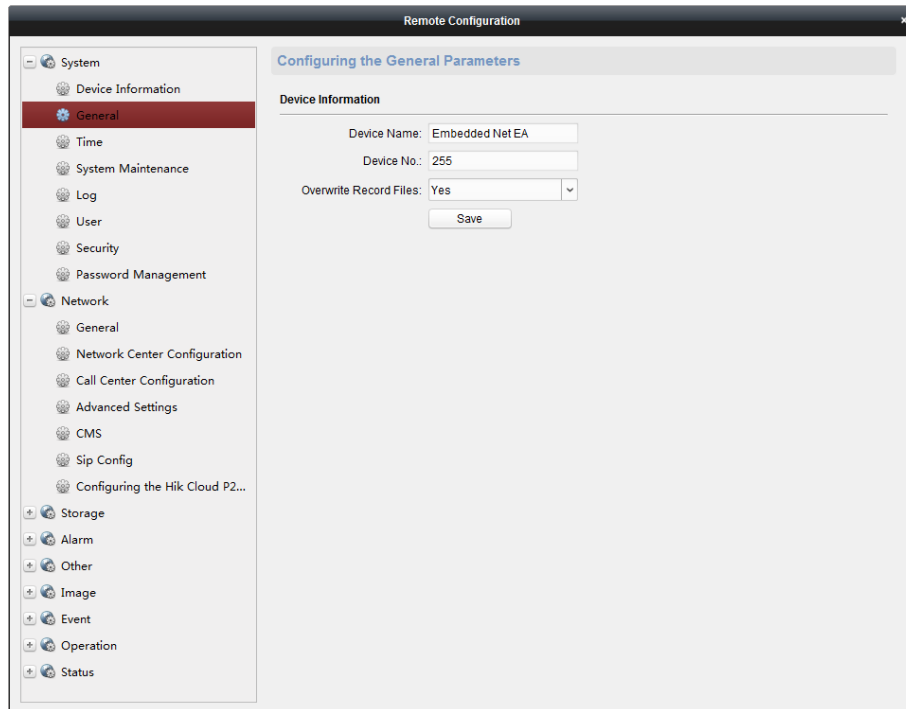 Remote Configuration
System
Device Information
General
Time
System Maintenance
Log
User
Security
Password Management
Network
General
Network Center Configuration
Call Center Configuration
Advanced Settings
CMS
Sip Config
Configuring the Hik Cloud P2...
Storage
Alarm
Other
Image
Event
Operation
Status
Configuring the General Parameters
Device Information
Device Name: Embedded Net EA
Device No.: 255
Overwrite Record Files: Yes
Save